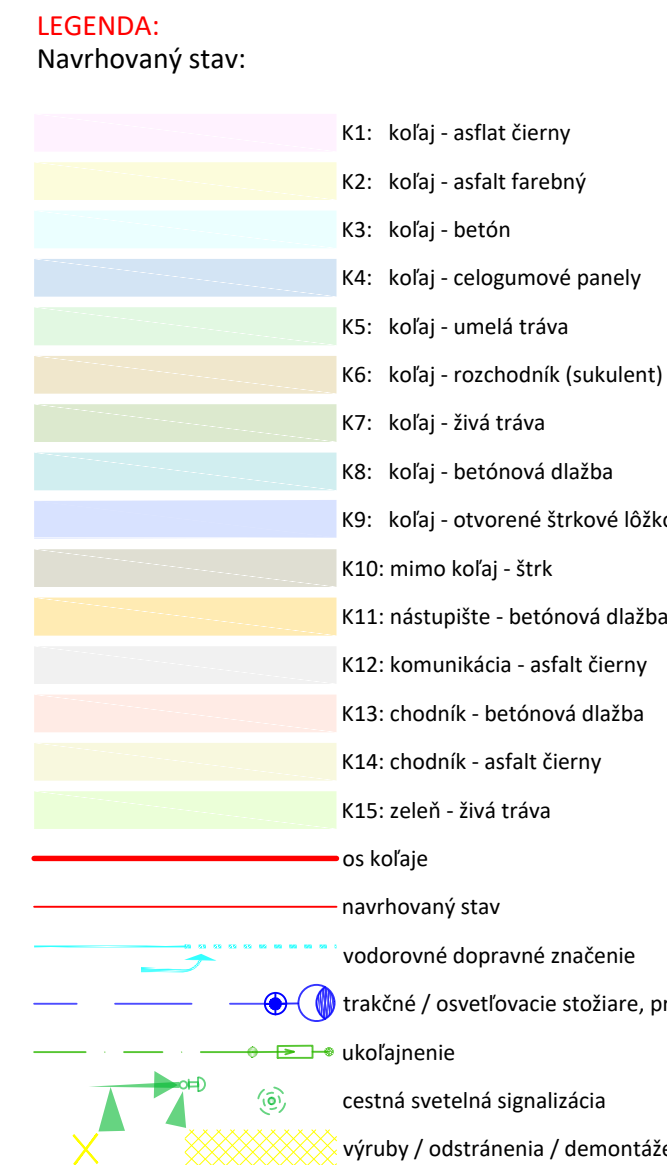 LEGENDA:
Navrhovaný stav:
K1: koľaj - asflat čierny
K2: koľaj - asfalt farebný
K3: koľaj - betón
K4: koľaj - celogumové panely
K5: koľaj - umelá tráva
K6: koľaj - rozchodník (sukulent)
K7: koľaj - živá tráva
K8: koľaj - betónová dlažba
K9: koľaj - otvorené štrkové lôžko
K10: mimo koľaj - štrk
K11: nástupište - betónová dlažba
K12: komunikácia - asfalt čierny
K13: chodník - betónová dlažba
K14: chodník - asfalt čierny
K15: zeleň - živá tráva
os koľaje
navrhovaný stav
vodorovné dopravné značenie
trakčné / osvetľovacie stožiare,
ukoľajnenie
cestná svetelná signalizácia
výruby / odstránenia / demontáže